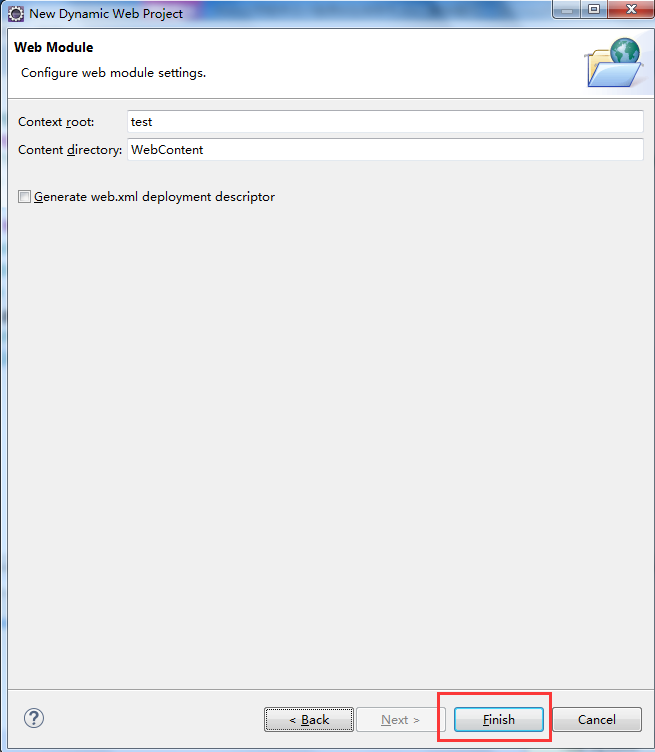 New Dynamic Web Project
Web Module
Configure web module settings.
Context root: test
Content directory: WebContent
Generate web.xml deployment descriptor
? < Back Next > Finish Cancel